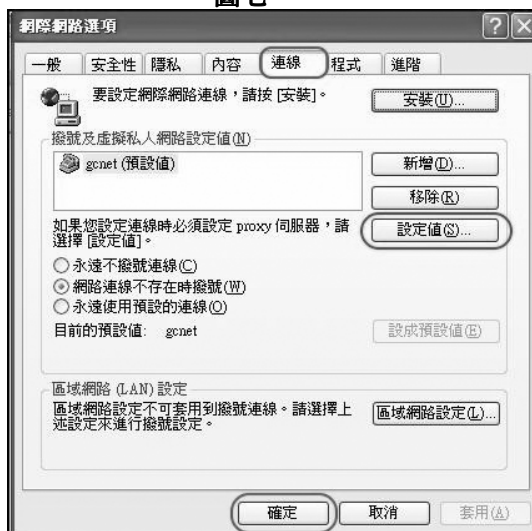 網際網路選項
一般 安全性 隱私 內容 連線 程式 進階
要設定網際網路連線，請按 [安裝]。
安裝(U)...
撥號及虛擬私人網路設定值(N)
gcnet (預設值)
新增(D)...
移除(R)
如果您設定連線時必須設定 proxy 伺服器，請
選擇 [設定值]。
設定值(S)...
永遠不撥號連線(C)
網路連線不存在時撥號(W)
永遠使用預設的連線(O)
目前的預設值: gcnet
設成預設值(E)
區域網路 (LAN) 設定
區域網路設定不可套用到撥號連線。請選擇上
述設定來進行撥號設定。
區域網路設定(L)...
確定 取消 套用(A)